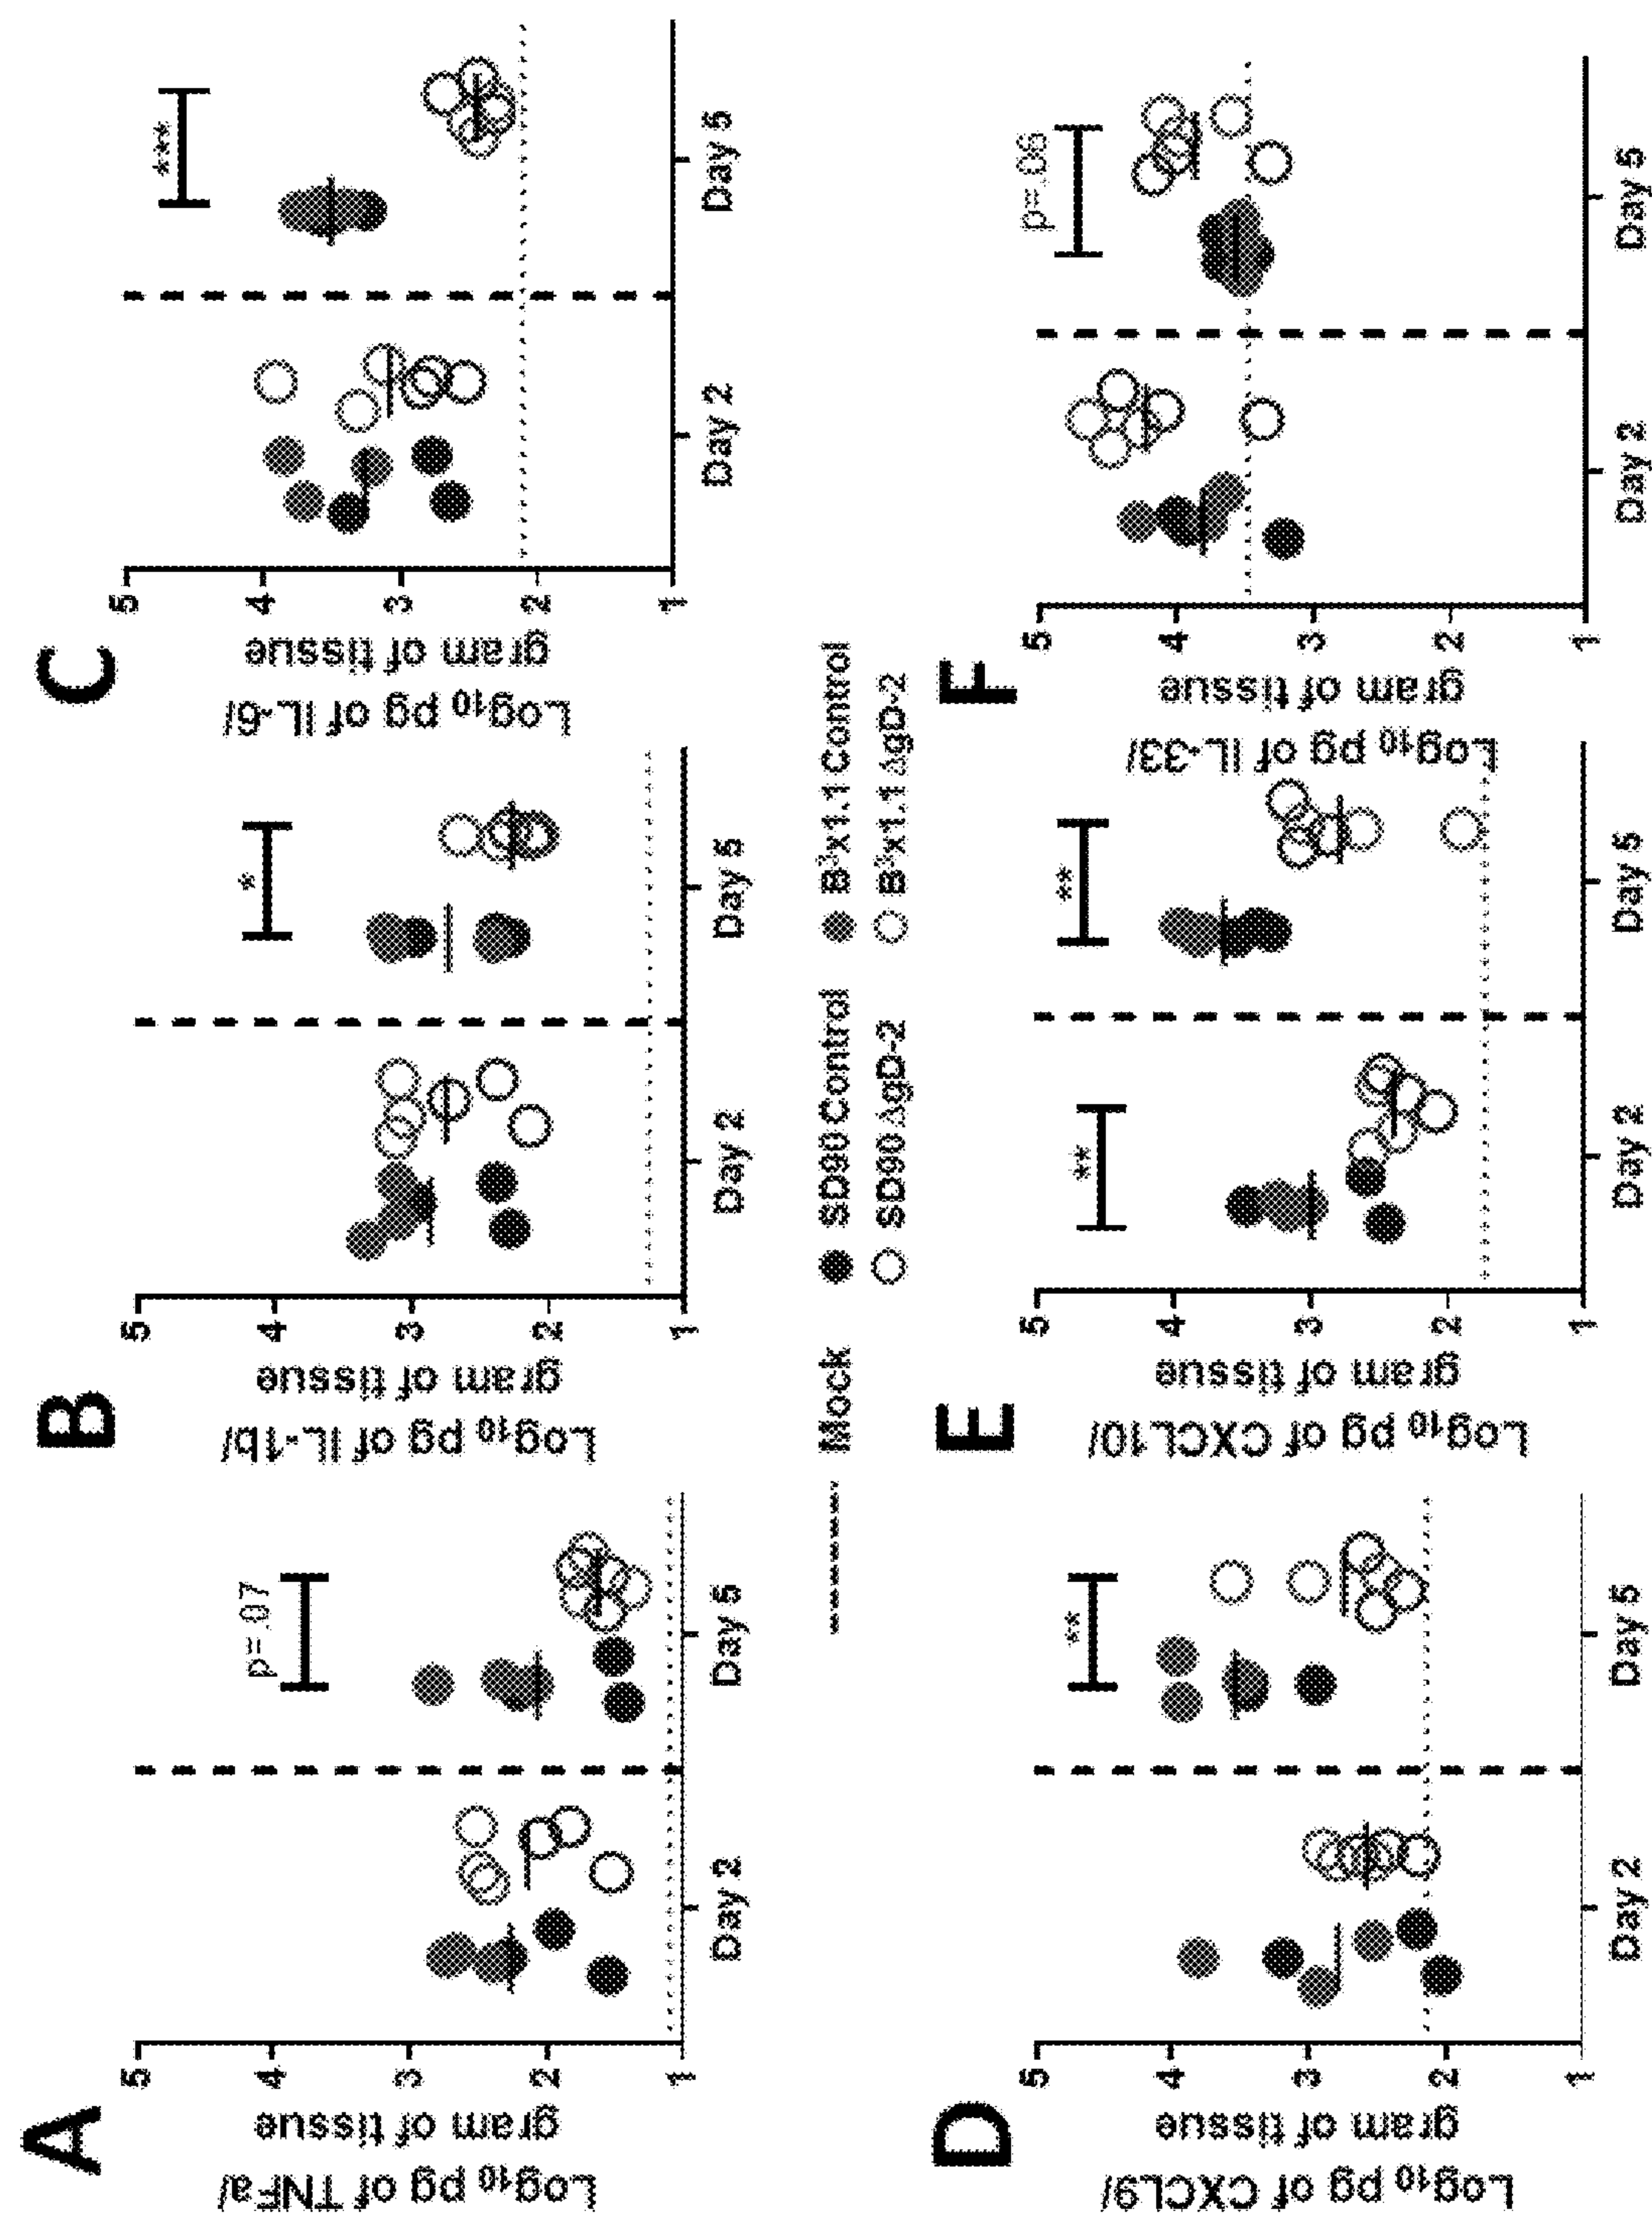 A
Log10 pg of TNFa/
gram of tissue
5
4
3
2
1
p=.07
Day 2
Day 5
B
Log10 pg of IL-1b/
gram of tissue
5
4
3
2
1
*
Day 2
Day 5
C
Log10 pg of IL-6/
gram of tissue
5
4
3
2
1
***
Day 2
Day 5
Mock
SD90 Control
B³x1.1 Control
SD90 ΔgD-2
B³x1.1 ΔgD-2
D
Log10 pg of CXCL9/
gram of tissue
5
4
3
2
1
**
Day 2
Day 5
E
Log10 pg of CXCL10/
gram of tissue
5
4
3
2
1
**
**
Day 2
Day 5
F
Log10 pg of IL-33/
gram of tissue
5
4
3
2
1
p=.06
Day 2
Day 5